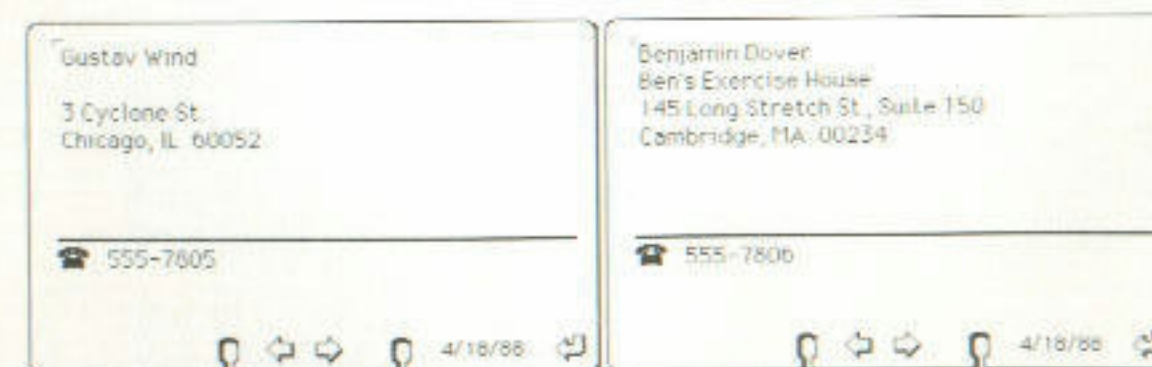 Gustav Wind
3 Cyclone St.
Chicago, IL 60052
555-7805
4/18/88
Benjamin Dover
Ben's Exercise House
145 Long Stretch St., Suite 150
Cambridge, MA 00234
555-7806
4/18/88